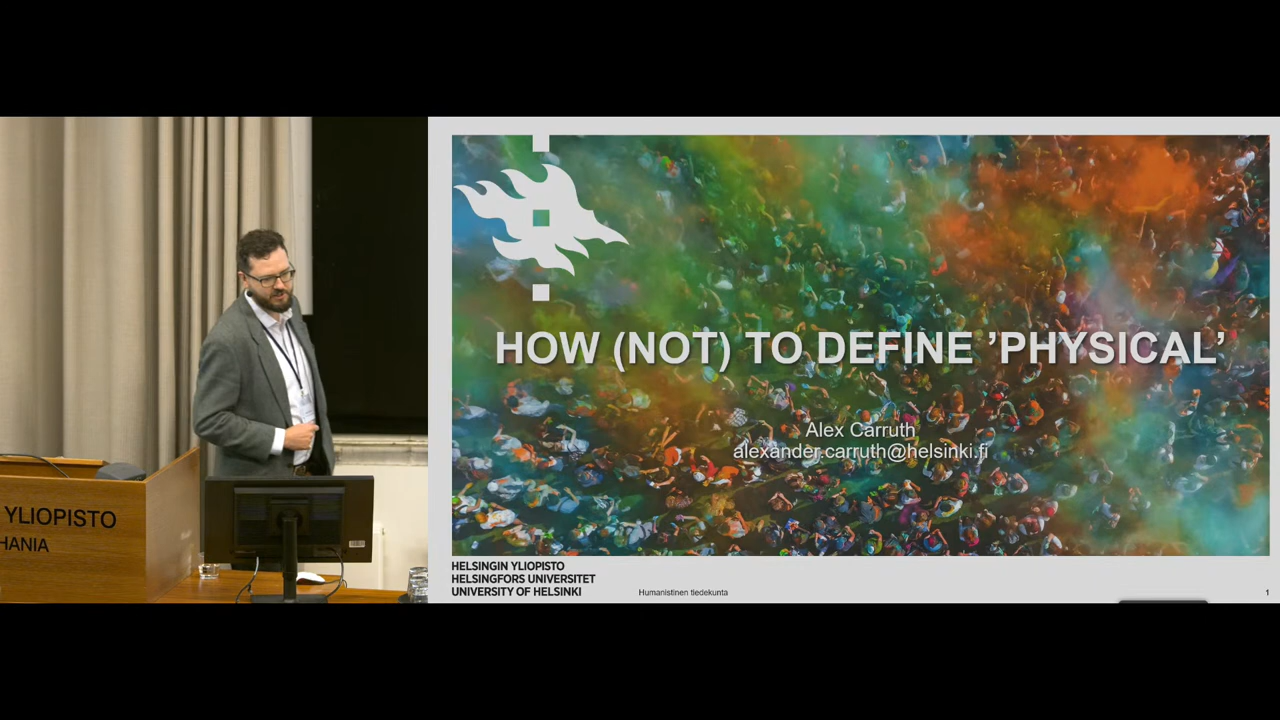 YLIOPISTO
HANIA
HOW (NOT) TO DEFINE ’PHYSICAL’
Alex Carruth
alexander.carruth@helsinki.fi
HELSINGIN YLIOPISTO
HELSINGFORS UNIVERSITET
UNIVERSITY OF HELSINKI
Humanistinen tiedekunta
1